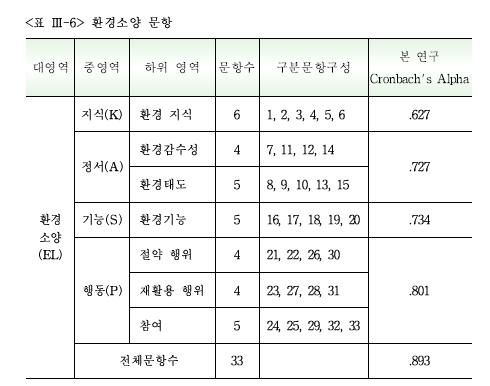 <표 Ⅲ-6> 환경소양 문항
대영역 중영역 하위 영역 문항수 구분문항구성 본 연구 Cronbach's Alpha
환경 소양 (EL)
지식(K) 환경 지식 6 1, 2, 3, 4, 5, 6 .627
정서(A) 환경감수성 4 7, 11, 12, 14 .727
환경태도 5 8, 9, 10, 13, 15
기능(S) 환경기능 5 16, 17, 18, 19, 20 .734
행동(P) 절약 행위 4 21, 22, 26, 30 .801
재활용 행위 4 23, 27, 28, 31
참여 5 24, 25, 29, 32, 33
전체문항수 33 .893